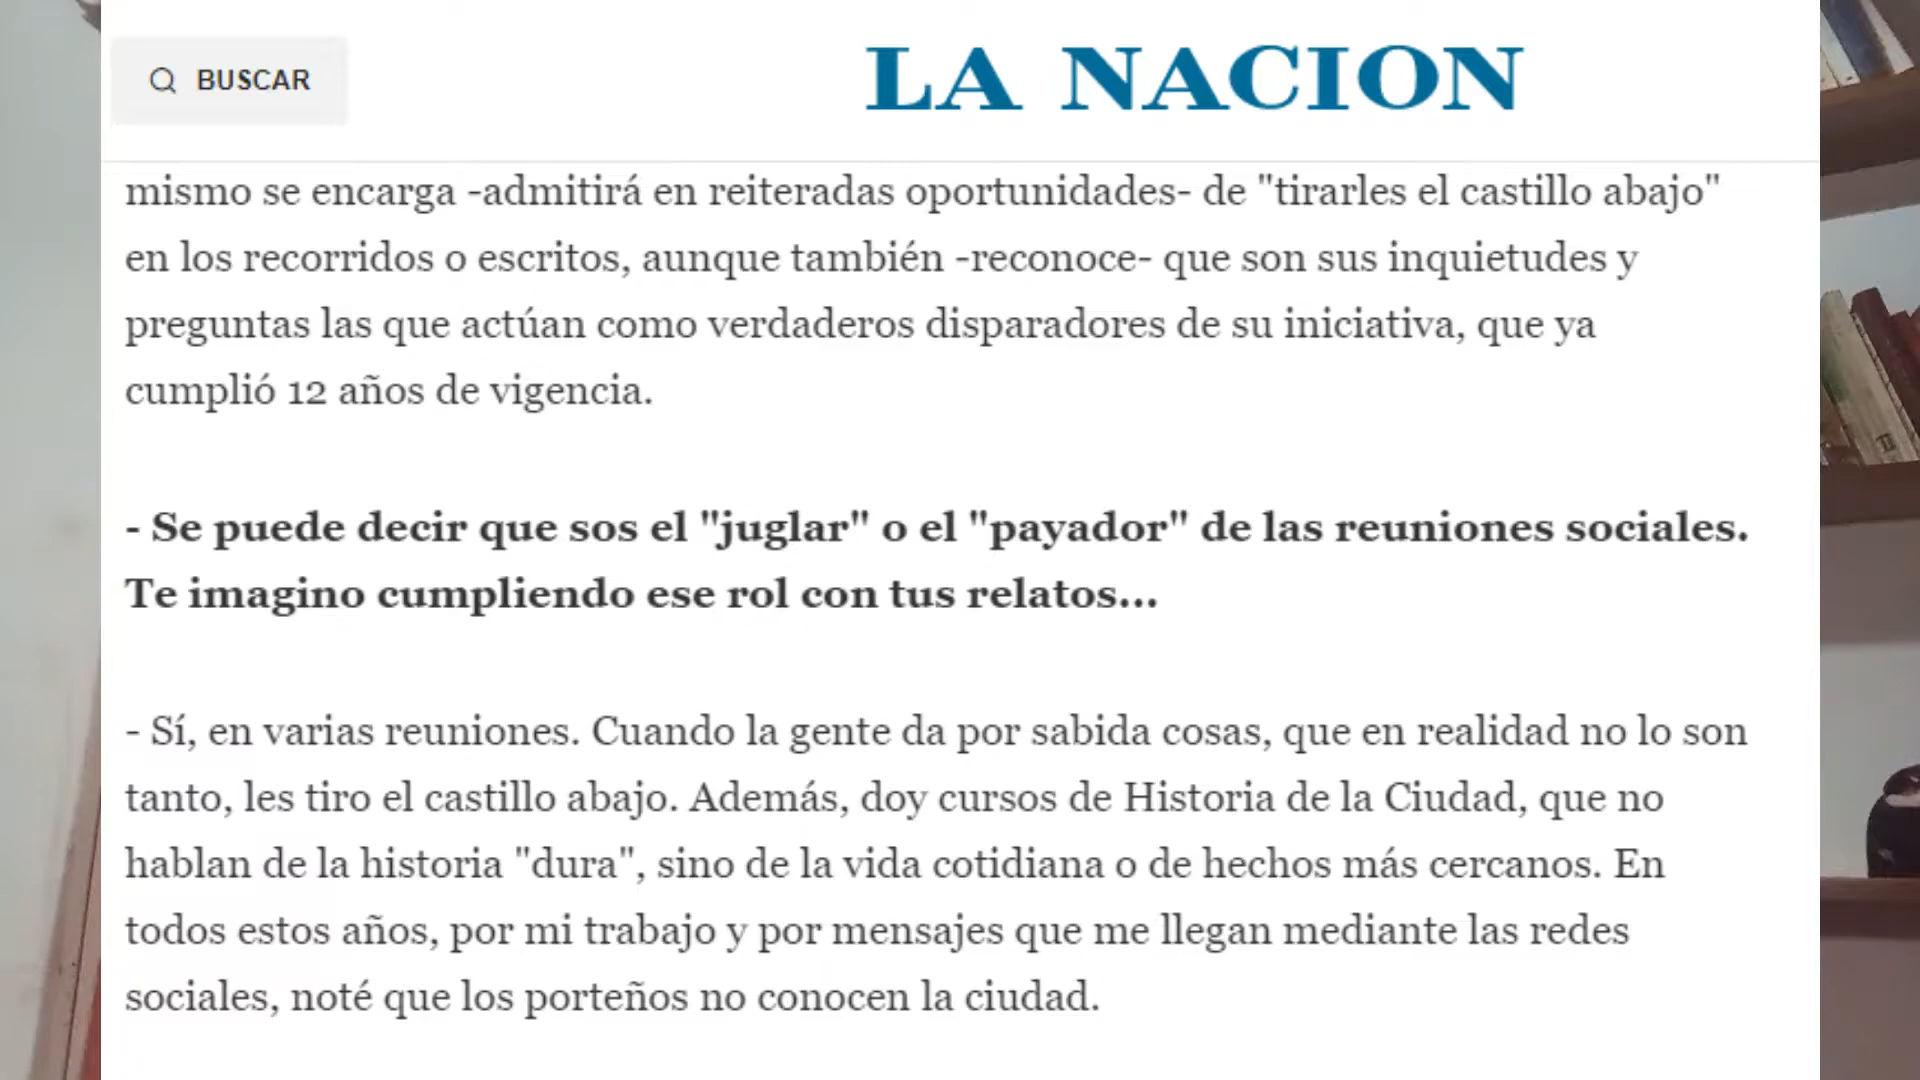 BUSCAR
LA NACION
mismo se encarga -admitirá en reiteradas oportunidades- de "tirarles el castillo abajo"
en los recorridos o escritos, aunque también -reconoce- que son sus inquietudes y
preguntas las que actúan como verdaderos disparadores de su iniciativa, que ya
cumplió 12 años de vigencia.
- Se puede decir que sos el "juglar" o el "payador" de las reuniones sociales.
Te imagino cumpliendo ese rol con tus relatos...
- Sí, en varias reuniones. Cuando la gente da por sabida cosas, que en realidad no lo son
tanto, les tiro el castillo abajo. Además, doy cursos de Historia de la Ciudad, que no
hablan de la historia "dura", sino de la vida cotidiana o de hechos más cercanos. En
todos estos años, por mi trabajo y por mensajes que me llegan mediante las redes
sociales, noté que los porteños no conocen la ciudad.